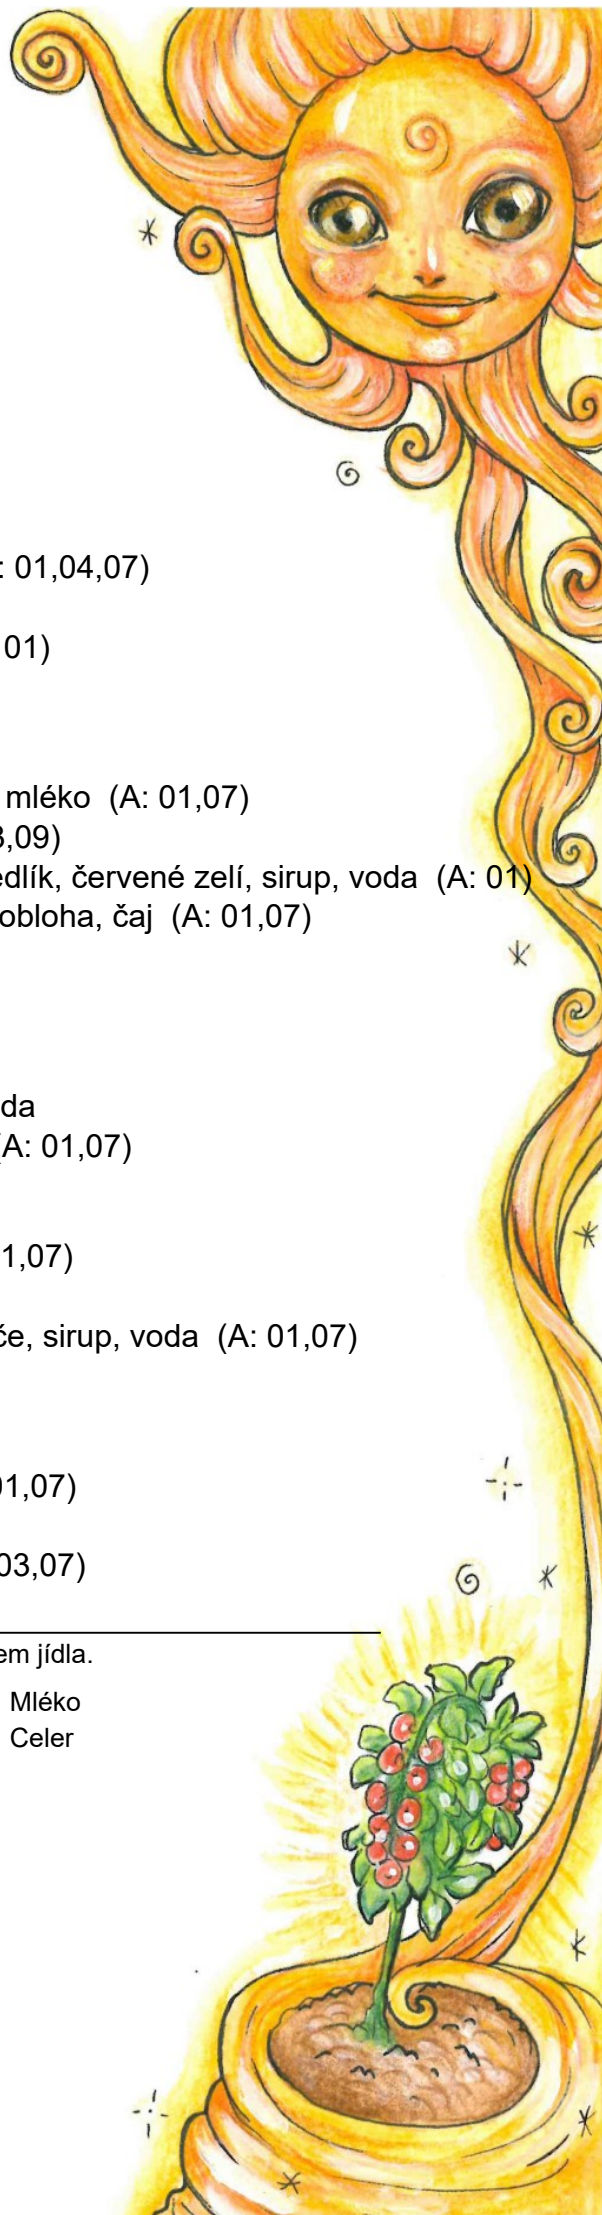 : 01,04,07)
01)
mléko (A: 01,07)
,09)
edlík, červené zelí, sirup, voda (A: 01)
obloha, čaj (A: 01,07)
da
(A: 01,07)
1,07)
če, sirup, voda (A: 01,07)
01,07)
03,07)
em jídla.
Mléko
Celer